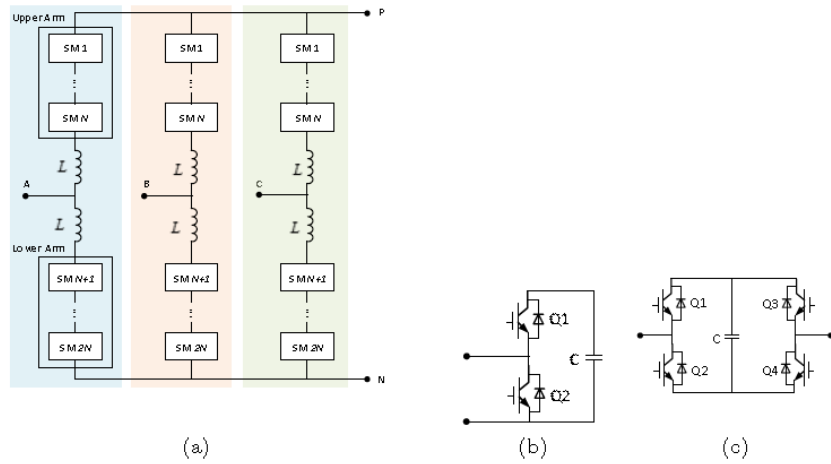 Upper Arm
P
SM 1
SM 1
SM 1
SM N
SM N
SM N
L
L
L
A
B
C
L
L
L
Lower Arm
SM N+1
SM N+1
SM N+1
SM 2N
SM 2N
SM 2N
N
Q1
C
Q2
Q1
Q3
C
Q2
Q4
(a)
(b)
(c)